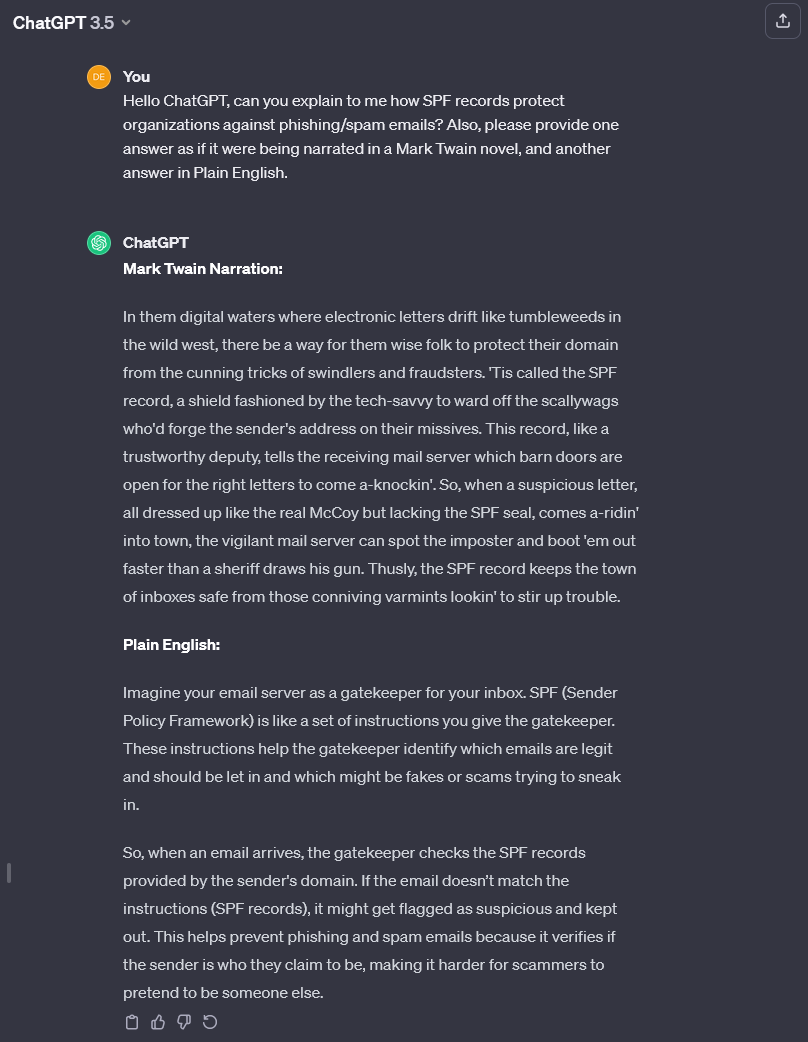 ChatGPT 3.5
DE
You
Hello ChatGPT, can you explain to me how SPF records protect
organizations against phishing/spam emails? Also, please provide one
answer as if it were being narrated in a Mark Twain novel, and another
answer in Plain English.
ChatGPT
Mark Twain Narration:
In them digital waters where electronic letters drift like tumbleweeds in
the wild west, there be a way for them wise folk to protect their domain
from the cunning tricks of swindlers and fraudsters. 'Tis called the SPF
record, a shield fashioned by the tech-savvy to ward off the scallywags
who'd forge the sender's address on their missives. This record, like a
trustworthy deputy, tells the receiving mail server which barn doors are
open for the right letters to come a-knockin'. So, when a suspicious letter,
all dressed up like the real McCoy but lacking the SPF seal, comes a-ridin'
into town, the vigilant mail server can spot the imposter and boot 'em out
faster than a sheriff draws his gun. Thusly, the SPF record keeps the town
of inboxes safe from those conniving varmints lookin' to stir up trouble.
Plain English:
Imagine your email server as a gatekeeper for your inbox. SPF (Sender
Policy Framework) is like a set of instructions you give the gatekeeper.
These instructions help the gatekeeper identify which emails are legit
and should be let in and which might be fakes or scams trying to sneak
in.
So, when an email arrives, the gatekeeper checks the SPF records
provided by the sender's domain. If the email doesn't match the
instructions (SPF records), it might get flagged as suspicious and kept
out. This helps prevent phishing and spam emails because it verifies if
the sender is who they claim to be, making it harder for scammers to
pretend to be someone else.